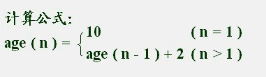 计算公式:
10 ( n = 1 )
age ( n ) = {
age ( n - 1 ) + 2 ( n > 1 )